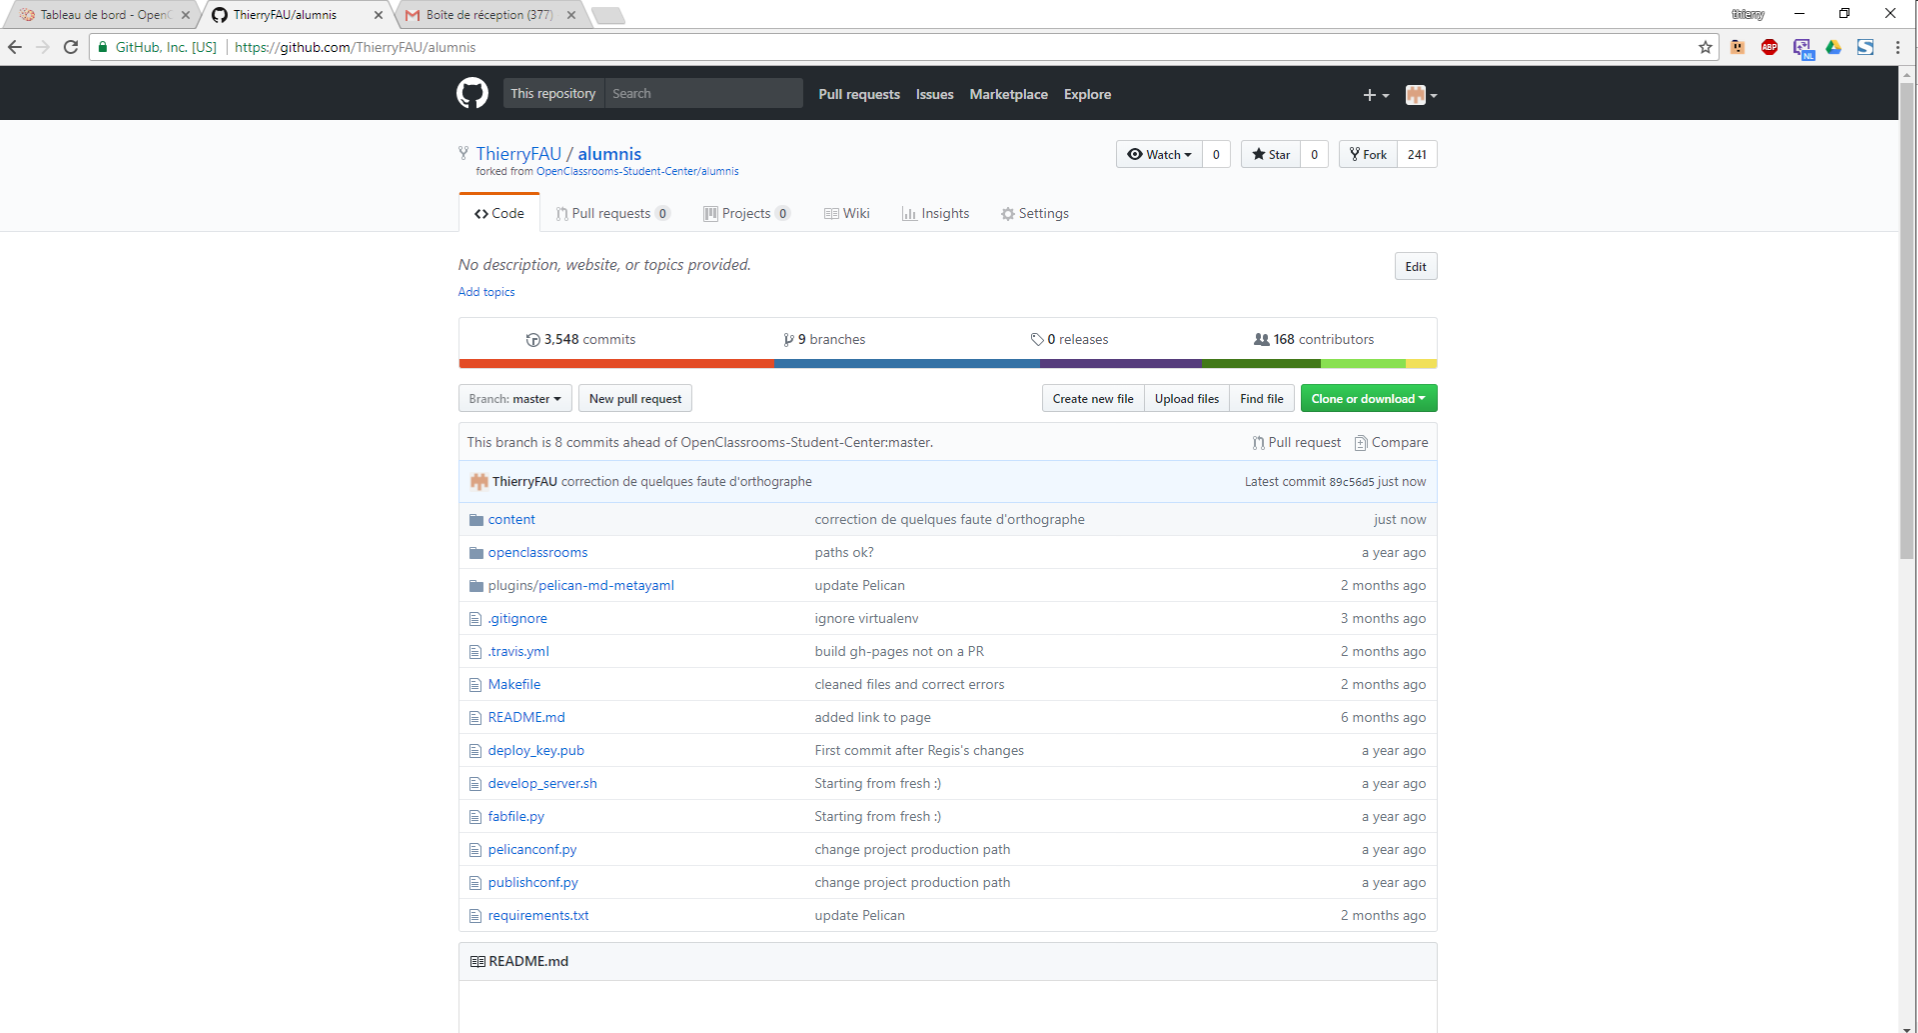 Tableau de bord - OpenC
ThierryFAU/alumnis
Boîte de réception (377)
thierry
GitHub, Inc. [US]
https://github.com/ThierryFAU/alumnis
ABP
NL
This repository
Search
Pull requests
Issues
Marketplace
Explore
ThierryFAU / alumnis
forked from OpenClassrooms-Student-Center/alumnis
Watch 0
Star 0
Fork 241
Code
Pull requests 0
Projects 0
Wiki
Insights
Settings
No description, website, or topics provided.
Edit
Add topics
3,548 commits
9 branches
0 releases
168 contributors
Branch: master
New pull request
Create new file
Upload files
Find file
Clone or download
This branch is 8 commits ahead of OpenClassrooms-Student-Center:master.
Pull request
Compare
ThierryFAU correction de quelques faute d'orthographe
Latest commit 89c56d5 just now
content correction de quelques faute d'orthographe just now
openclassrooms paths ok? a year ago
plugins/pelican-md-metayaml update Pelican 2 months ago
.gitignore ignore virtualenv 3 months ago
.travis.yml build gh-pages not on a PR 2 months ago
Makefile cleaned files and correct errors 2 months ago
README.md added link to page 6 months ago
deploy_key.pub First commit after Regis's changes a year ago
develop_server.sh Starting from fresh :) a year ago
fabfile.py Starting from fresh :) a year ago
pelicanconf.py change project production path a year ago
publishconf.py change project production path a year ago
requirements.txt update Pelican 2 months ago
README.md